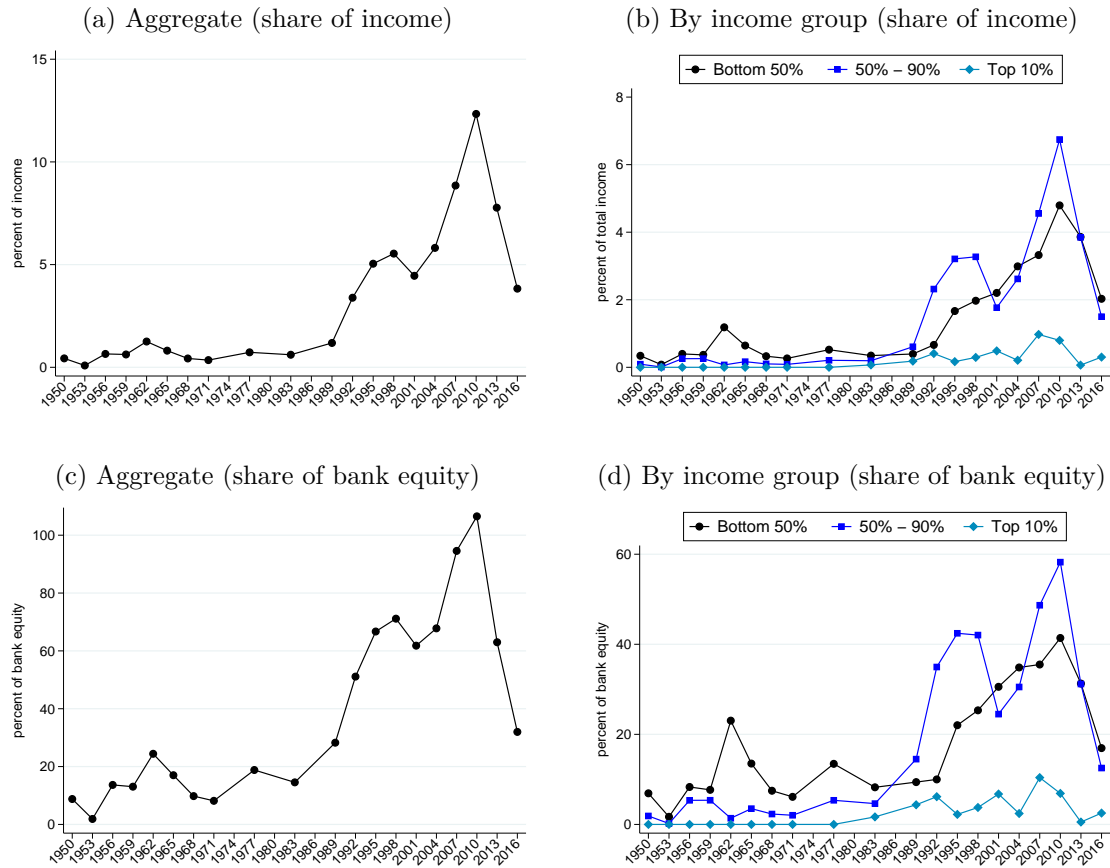 (a) Aggregate (share of income)
15
10
5
0
percent of income
1950 1953 1956 1959 1962 1965 1968 1971 1974 1977 1980 1983 1986 1989 1992 1995 1998 2001 2004 2007 2010 2013 2016
(b) By income group (share of income)
Bottom 50% 50% − 90% Top 10%
8
6
4
2
0
percent of total income
1950 1953 1956 1959 1962 1965 1968 1971 1974 1977 1980 1983 1986 1989 1992 1995 1998 2001 2004 2007 2010 2013 2016
(c) Aggregate (share of bank equity)
100
80
60
40
20
0
percent of bank equity
1950 1953 1956 1959 1962 1965 1968 1971 1974 1977 1980 1983 1986 1989 1992 1995 1998 2001 2004 2007 2010 2013 2016
(d) By income group (share of bank equity)
Bottom 50% 50% − 90% Top 10%
60
40
20
0
percent of bank equity
1950 1953 1956 1959 1962 1965 1968 1971 1974 1977 1980 1983 1986 1989 1992 1995 1998 2001 2004 2007 2010 2013 2016